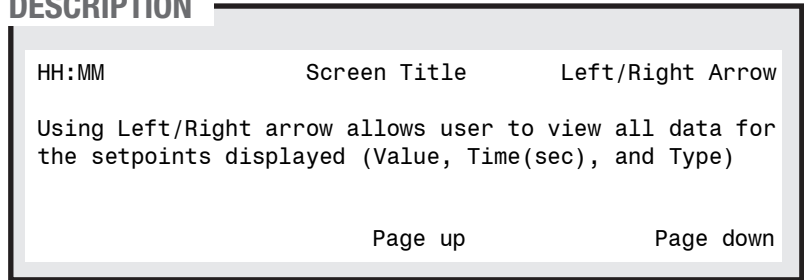 DESCRIPTION
HH:MM Screen Title Left/Right Arrow
Using Left/Right arrow allows user to view all data for
the setpoints displayed (Value, Time(sec), and Type)
Page up Page down